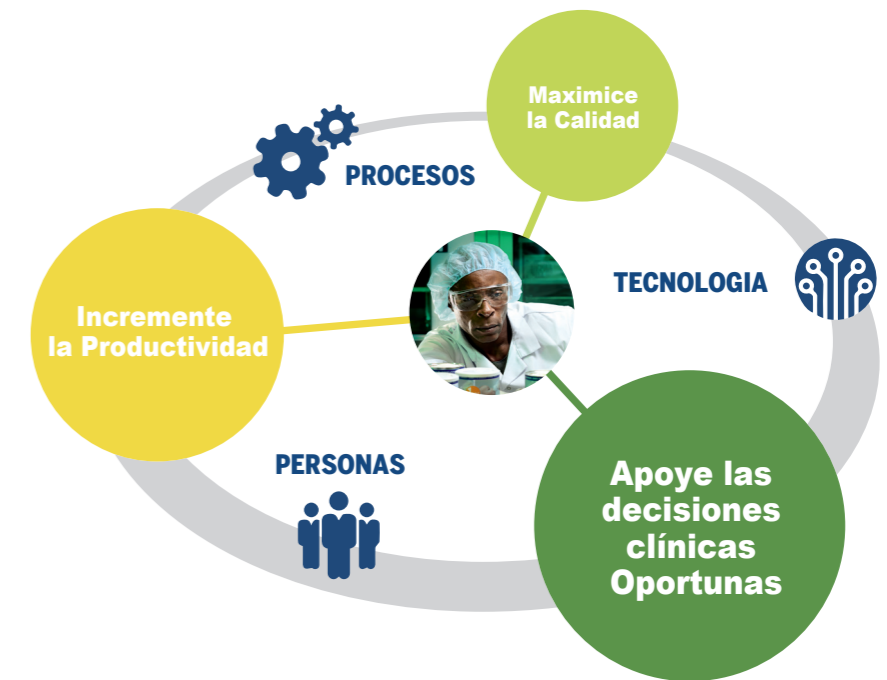 Maximice
la Calidad
PROCESOS
TECNOLOGIA
Incremente
la Productividad
PERSONAS
Apoye las
decisiones
clínicas
Oportunas